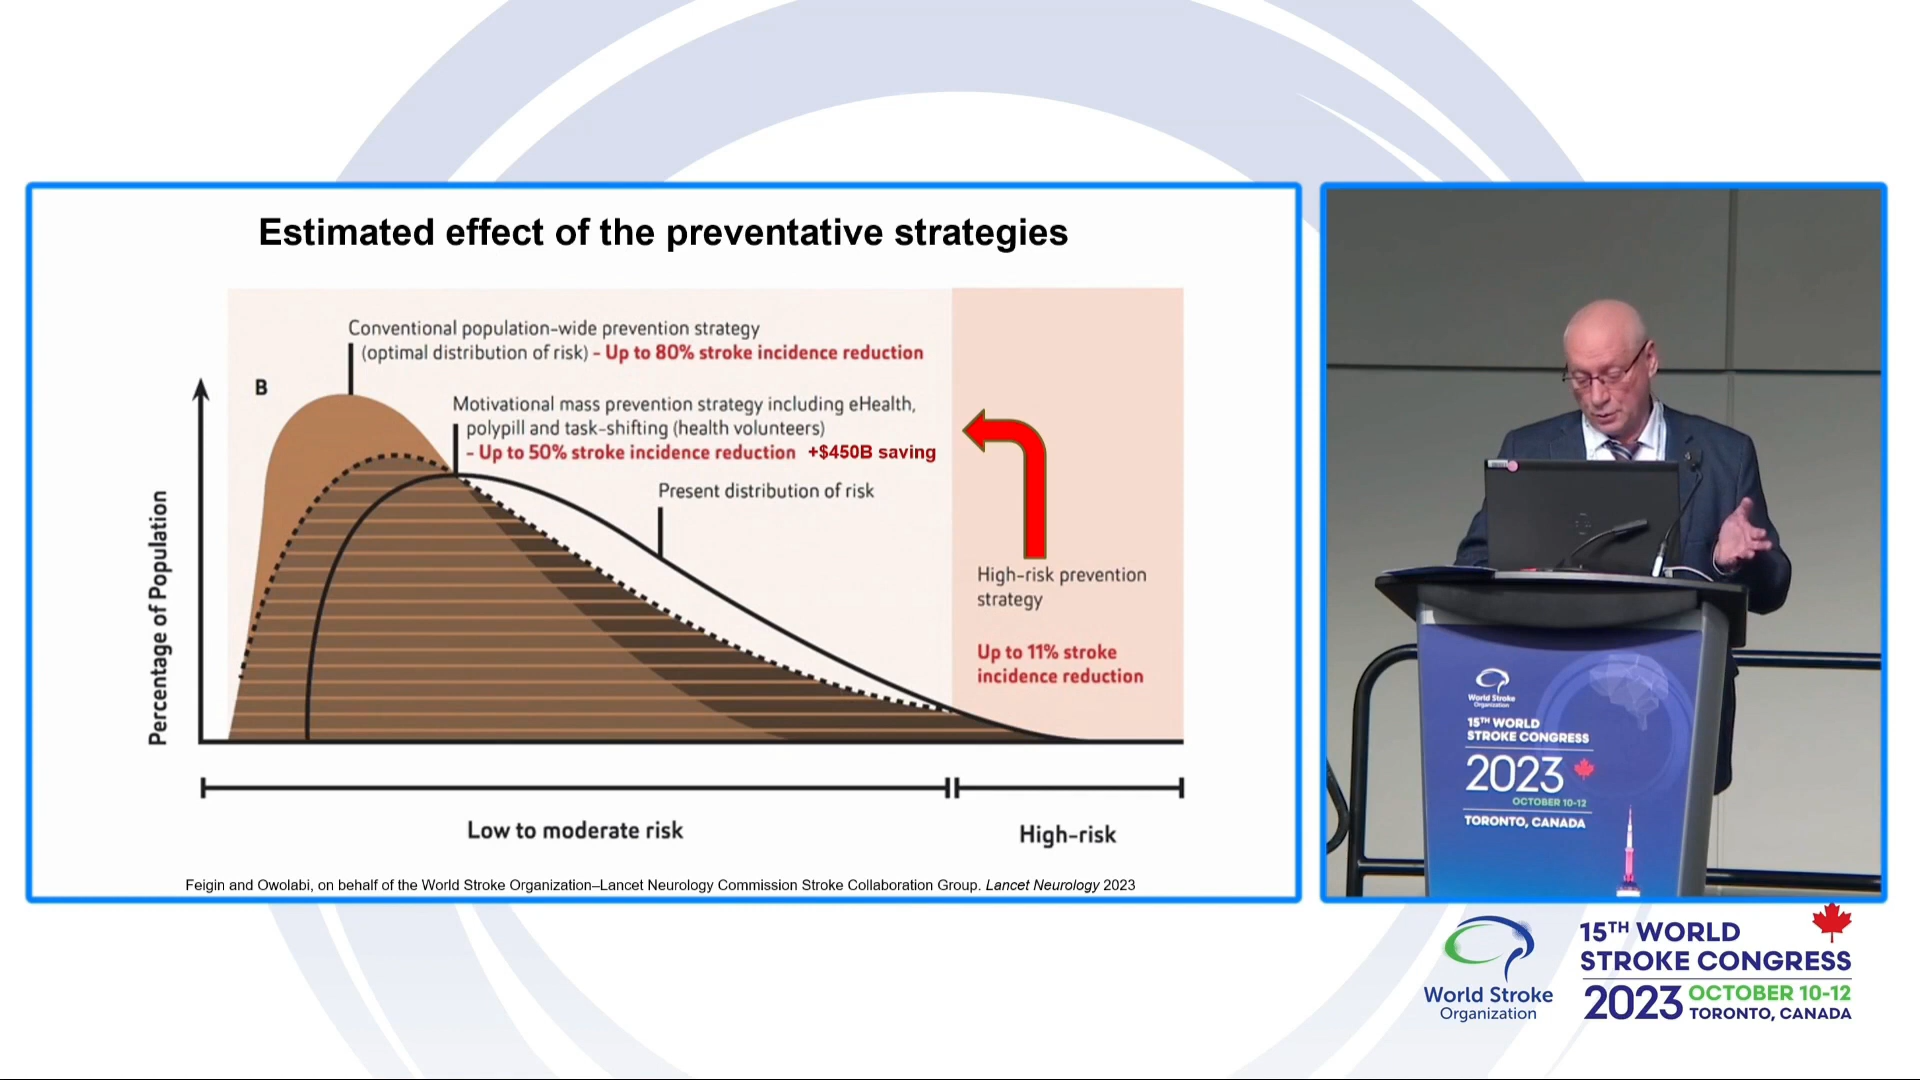 Estimated effect of the preventative strategies
Conventional population-wide prevention strategy
(optimal distribution of risk) – Up to 80% stroke incidence reduction
B
Motivational mass prevention strategy including eHealth,
polypill and task-shifting (health volunteers)
– Up to 50% stroke incidence reduction +$450B saving
Present distribution of risk
High-risk prevention
strategy
Up to 11% stroke
incidence reduction
Percentage of Population
Low to moderate risk
High-risk
Feigin and Owolabi, on behalf of the World Stroke Organization–Lancet Neurology Commission Stroke Collaboration Group. Lancet Neurology 2023
World Stroke
Organization
15TH WORLD
STROKE CONGRESS
2023
OCTOBER 10-12
TORONTO, CANADA
World Stroke
Organization
15TH WORLD
STROKE CONGRESS
2023 OCTOBER 10-12
TORONTO, CANADA